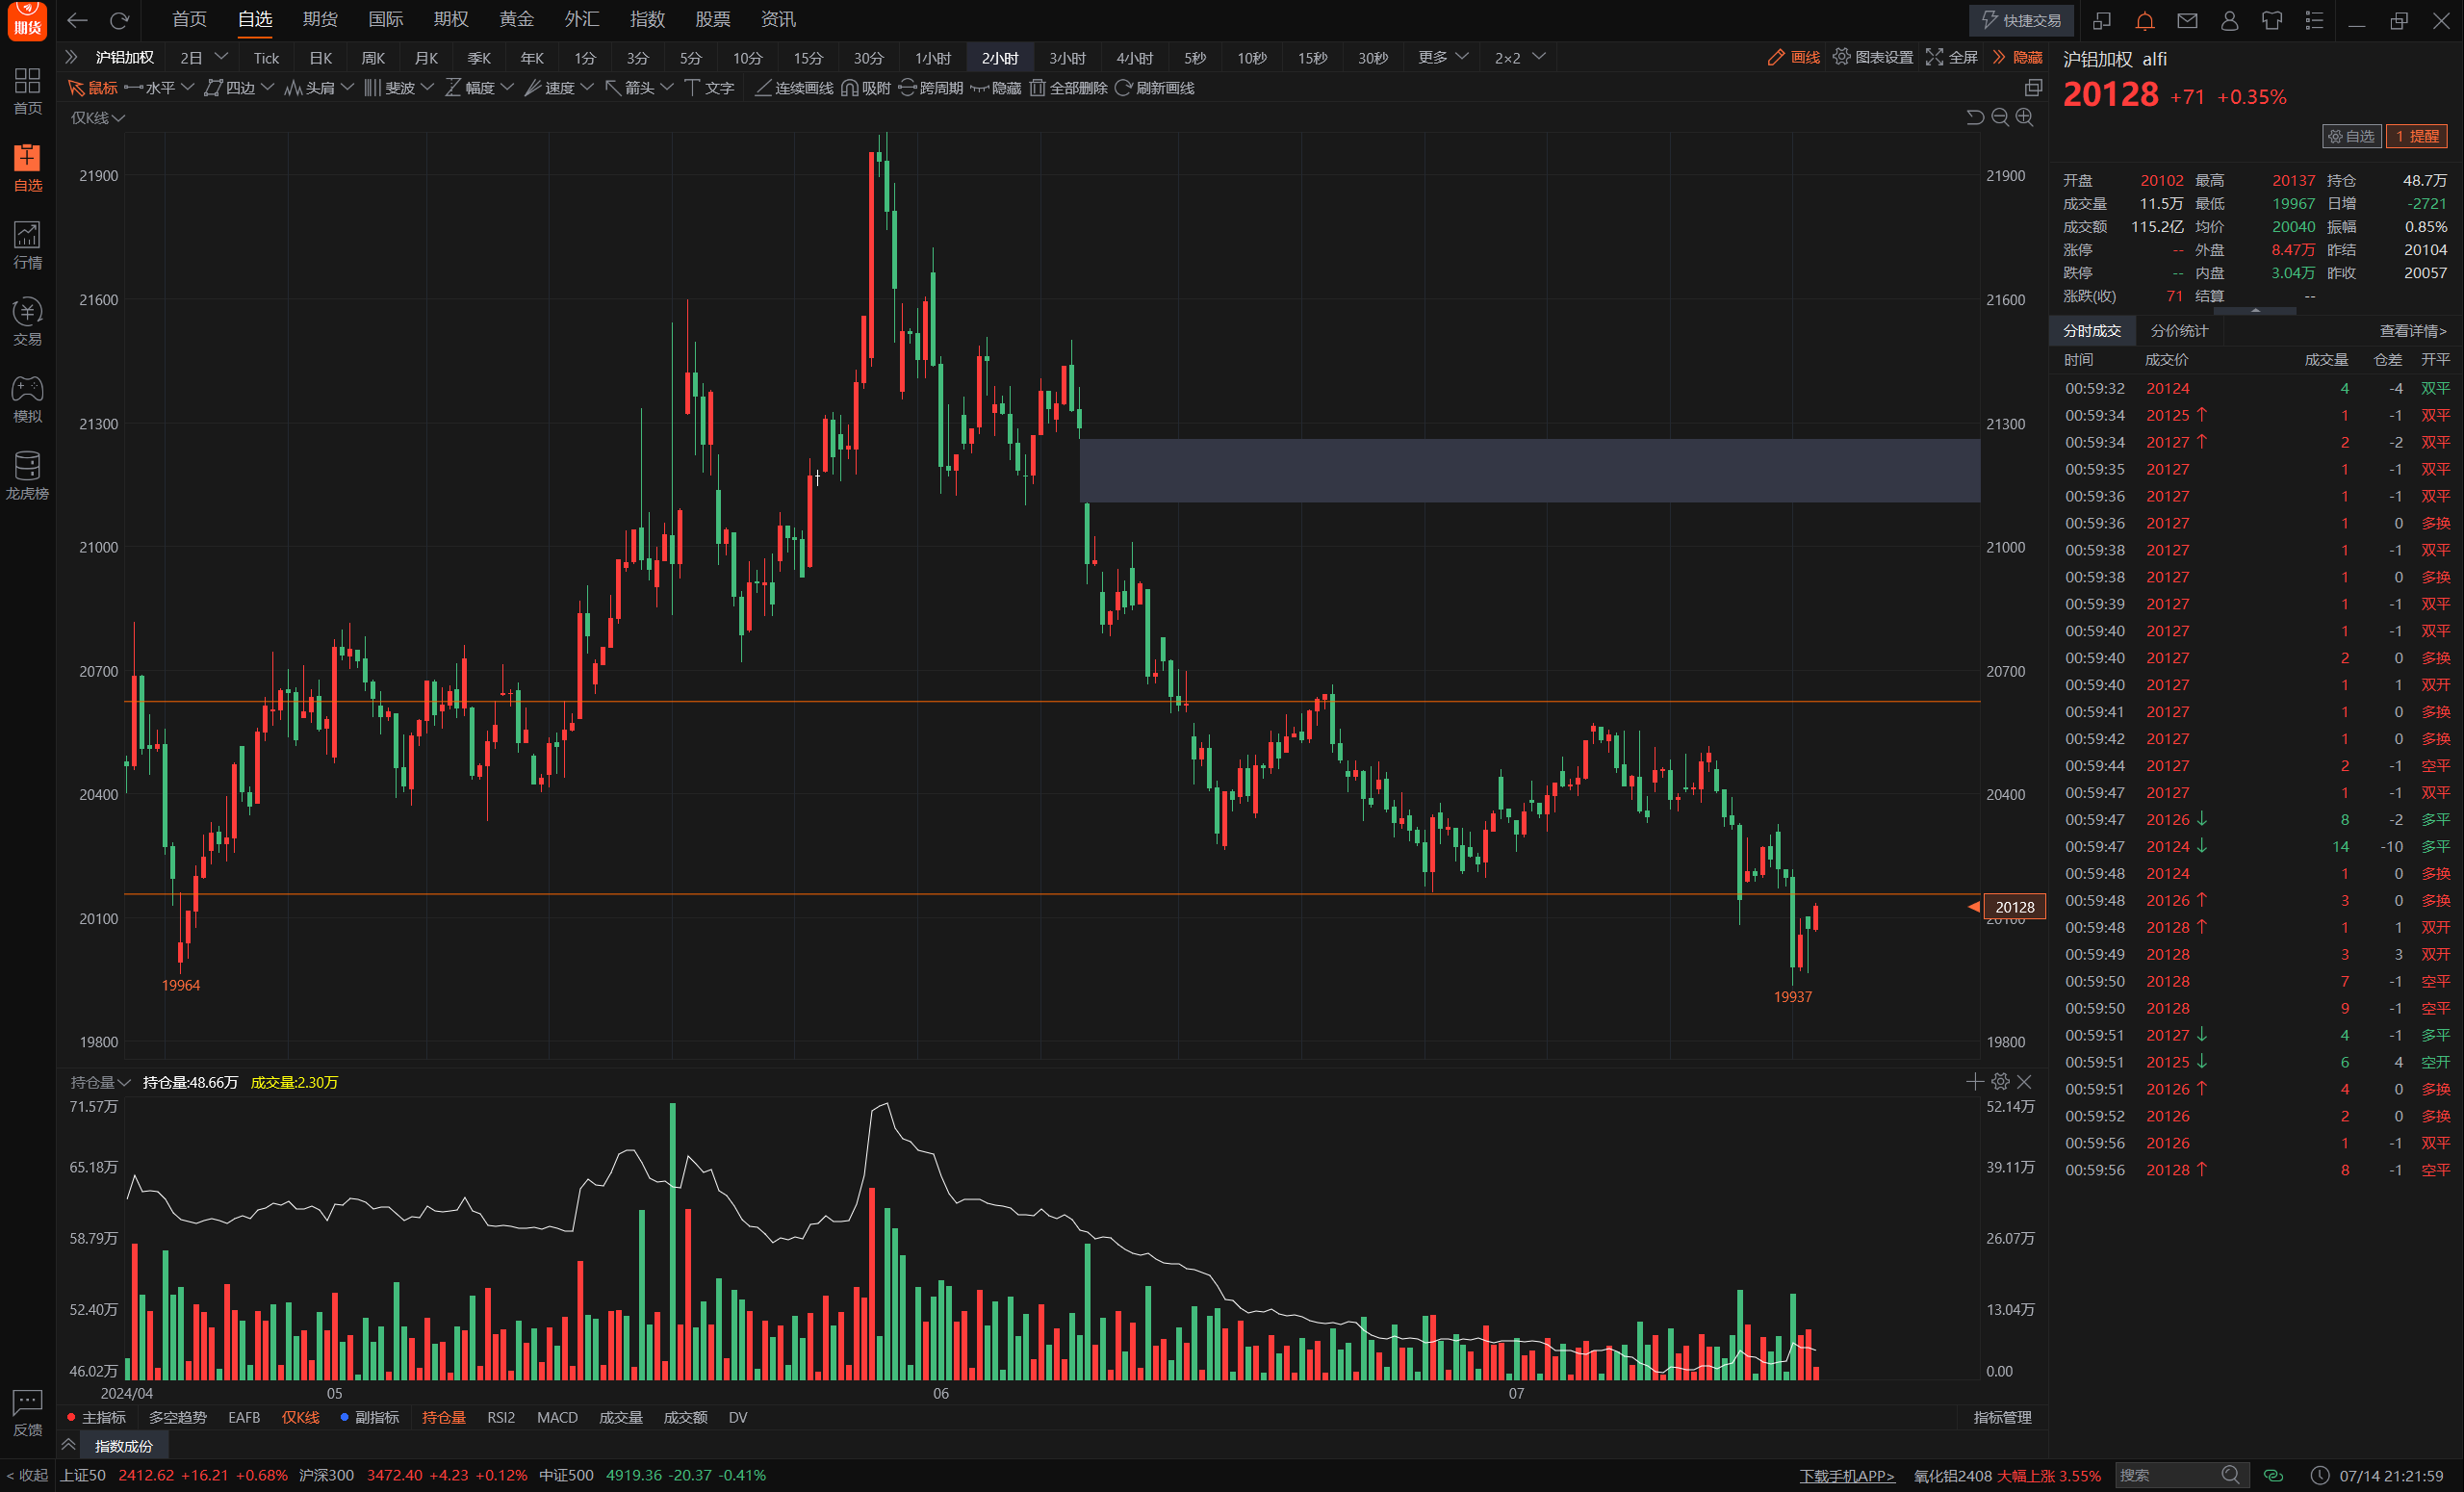 期货 首页 自选 期货 国际 期权 黄金 外汇 指数 股票 资讯 快捷交易
沪铝加权 2日 Tick 日K 周K 月K 季K 年K 1分 3分 5分 10分 15分 30分 1小时 2小时 3小时 4小时 5秒 10秒 15秒 30秒 更多 2×2 画线 图表设置 全屏 隐藏
鼠标 水平 四边 头肩 斐波 幅度 速度 箭头 文字 连续画线 吸附 跨周期 隐藏 全部删除 刷新画线
仅K线
首页
自选
行情
交易
模拟
龙虎榜
反馈
21900 21900
21600 21600
21300 21300
21000 21000
20700 20700
20400 20400
20100 20100
20128
19964
19937
19800 19800
持仓量 持仓量:48.66万 成交量:2.30万
71.57万 52.14万
65.18万 39.11万
58.79万 26.07万
52.40万 13.04万
46.02万 0.00
2024/04 05 06 07
主指标 多空趋势 EAFB 仅K线 副指标 持仓量 RSI2 MACD 成交量 成交额 DV 指标管理
指数成份
沪铝加权 alfi
20128 +71 +0.35%
自选 1 提醒
开盘 20102 最高 20137 持仓 48.7万
成交量 11.5万 最低 19967 日增 -2721
成交额 115.2亿 均价 20040 振幅 0.85%
涨停 -- 外盘 8.47万 昨结 20104
跌停 -- 内盘 3.04万 昨收 20057
涨跌(收) 71 结算 --
分时成交 分价统计 查看详情>
时间 成交价 成交量 仓差 开平
00:59:32 20124 4 -4 双平
00:59:34 20125 ↑ 1 -1 双平
00:59:34 20127 ↑ 2 -2 双平
00:59:35 20127 1 -1 双平
00:59:36 20127 1 -1 双平
00:59:36 20127 1 0 多换
00:59:38 20127 1 -1 双平
00:59:38 20127 1 0 多换
00:59:39 20127 1 -1 双平
00:59:40 20127 1 -1 双平
00:59:40 20127 2 0 多换
00:59:40 20127 1 1 双开
00:59:41 20127 1 0 多换
00:59:42 20127 1 0 多换
00:59:44 20127 2 -1 空平
00:59:47 20127 1 -1 双平
00:59:47 20126 ↓ 8 -2 多平
00:59:47 20124 ↓ 14 -10 多平
00:59:48 20124 1 0 多换
00:59:48 20126 ↑ 3 0 多换
00:59:48 20128 ↑ 1 1 双开
00:59:49 20128 3 3 双开
00:59:50 20128 7 -1 空平
00:59:50 20128 9 -1 空平
00:59:51 20127 ↓ 4 -1 多平
00:59:51 20125 ↓ 6 4 空开
00:59:51 20126 ↑ 4 0 多换
00:59:52 20126 2 0 多换
00:59:56 20126 1 -1 双平
00:59:56 20128 ↑ 8 -1 空平
< 收起 上证50 2412.62 +16.21 +0.68% 沪深300 3472.40 +4.23 +0.12% 中证500 4919.36 -20.37 -0.41% 下载手机APP> 氧化铝2408 大幅上涨 3.55% 搜索 07/14 21:21:59